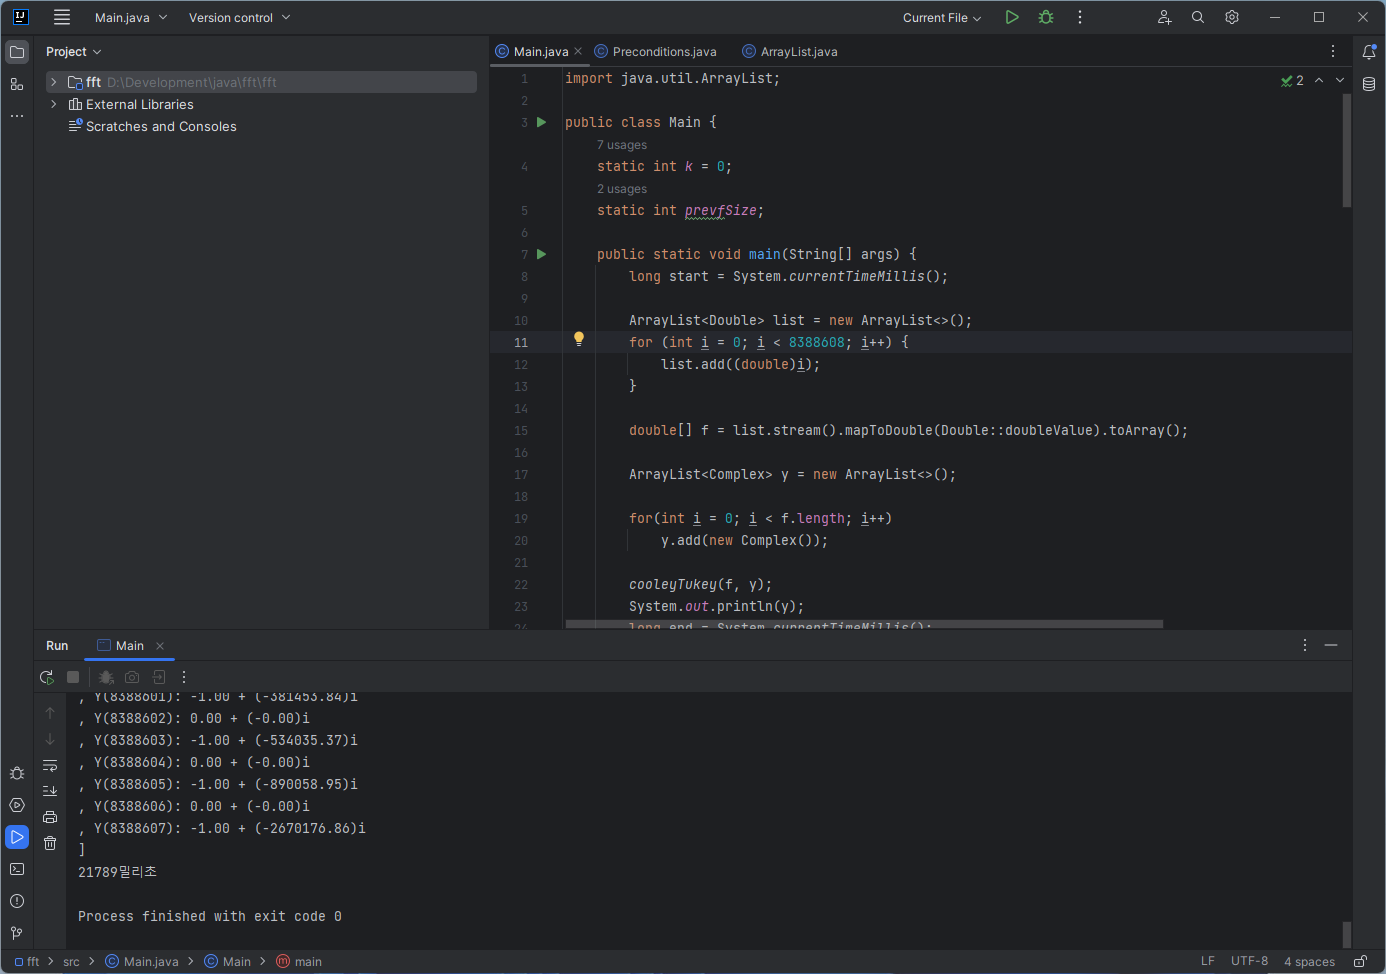 Main.java Version control Current File
Project
fft D:\Development\java\fft\fft
External Libraries
Scratches and Consoles
Main.java Preconditions.java ArrayList.java
2
1 import java.util.ArrayList;
2
3 public class Main {
7 usages
4 static int k = 0;
2 usages
5 static int prevfSize;
6
7 public static void main(String[] args) {
8 long start = System.currentTimeMillis();
9
10 ArrayList<Double> list = new ArrayList<>();
11 for (int i = 0; i < 8388608; i++) {
12 list.add((double)i);
13 }
14
15 double[] f = list.stream().mapToDouble(Double::doubleValue).toArray();
16
17 ArrayList<Complex> y = new ArrayList<>();
18
19 for(int i = 0; i < f.length; i++)
20 y.add(new Complex());
21
22 cooleyTukey(f, y);
23 System.out.println(y);
24 long end = System.currentTimeMillis();
Run Main
, Y(8388601): -1.00 + (-381453.84)i
, Y(8388602): 0.00 + (-0.00)i
, Y(8388603): -1.00 + (-534035.37)i
, Y(8388604): 0.00 + (-0.00)i
, Y(8388605): -1.00 + (-890058.95)i
, Y(8388606): 0.00 + (-0.00)i
, Y(8388607): -1.00 + (-2670176.86)i
]
21789밀리초
Process finished with exit code 0
fft > src > Main.java > Main > main LF UTF-8 4 spaces